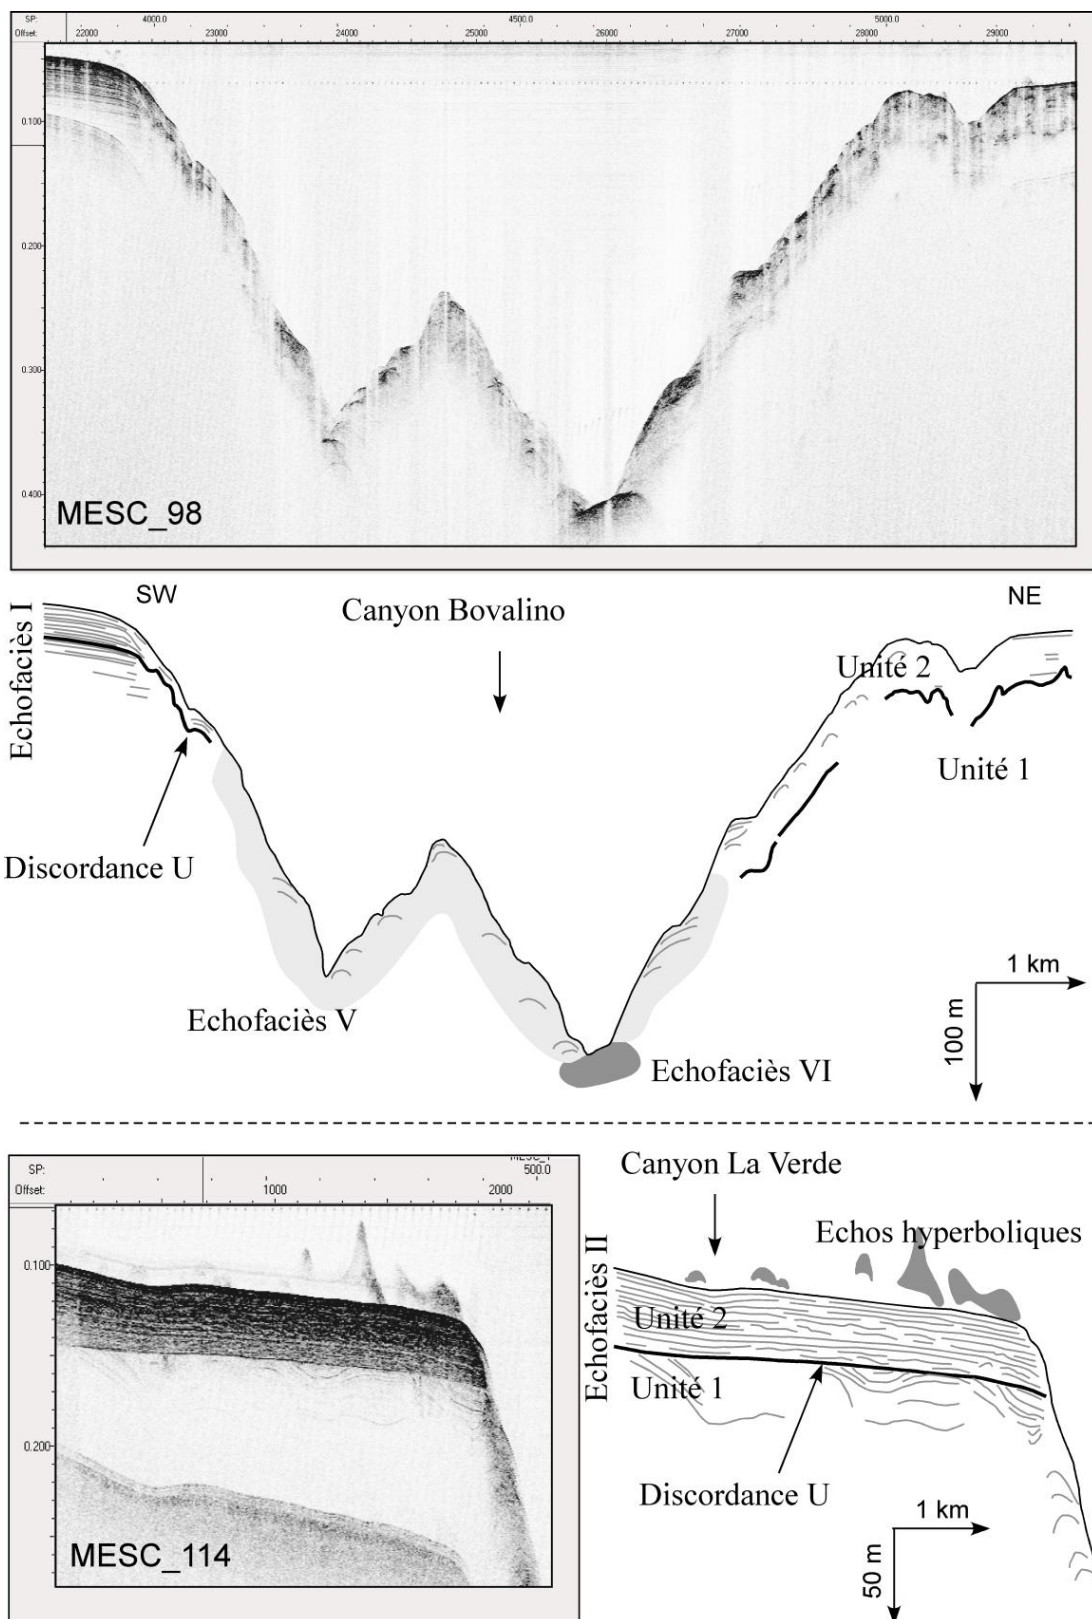 SP: 4000.0 4500.0 5000.0
Offset: 22000 23000 24000 25000 26000 27000 28000 29000
0.100
0.200
0.300
0.400
MESC_98
SW
NE
Echofaciès I
Canyon Bovalino
Unité 2
Unité 1
Discordance U
1 km
100 m
Echofaciès V
Echofaciès VI
SP: 500.0
Offset: 1000 2000
0.100
0.200
MESC_114
Canyon La Verde
Echos hyperboliques
Echofaciès II
Unité 2
Unité 1
Discordance U
1 km
50 m